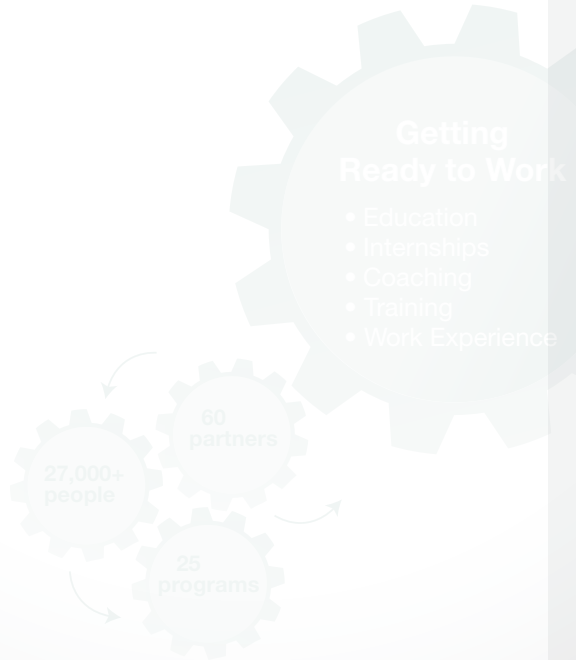 Getting
Ready to Work
• Education
• Internships
• Coaching
• Training
• Work Experience
60
partners
27,000+
people
25
programs